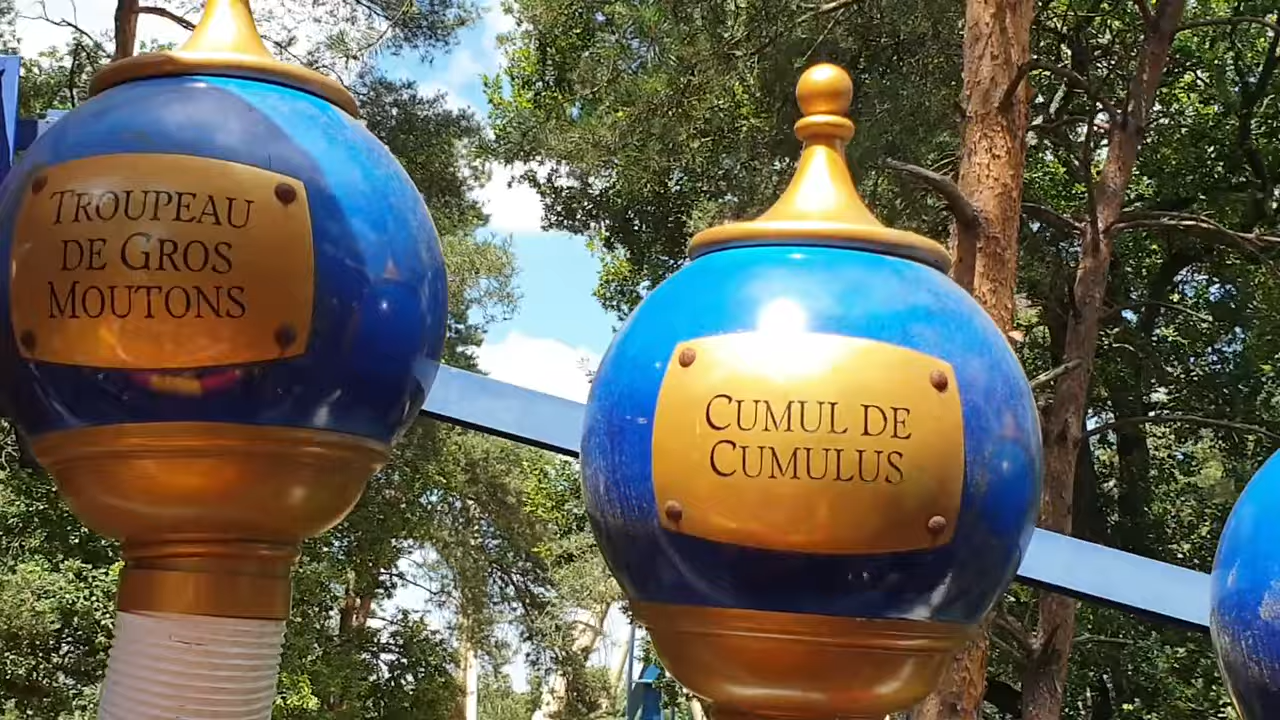 TROUPEAU
DE GROS
MOUTONS
CUMUL DE
CUMULUS